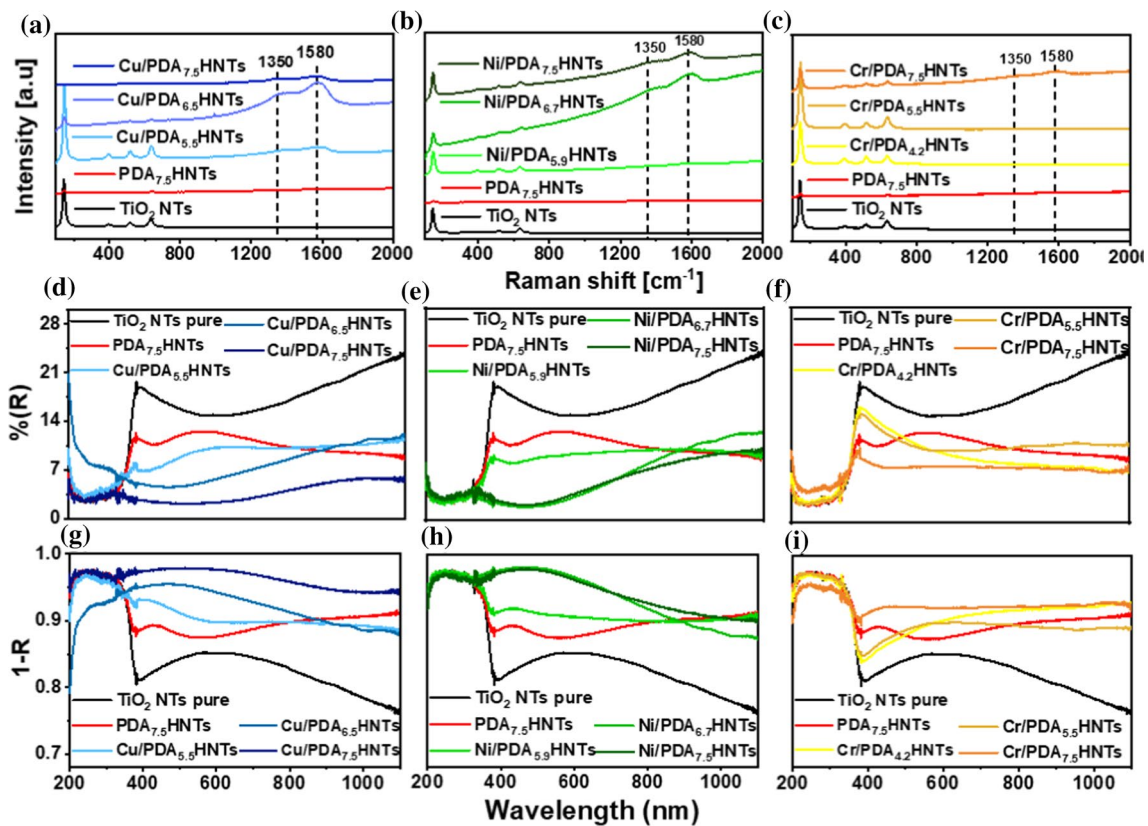 (a)
(b)
(c)
Intensity [a.u]
1350
1580
Cu/PDA7.5HNTs
Cu/PDA6.5HNTs
Cu/PDA5.5HNTs
PDA7.5HNTs
TiO2 NTs
400 800 1200 1600 2000
1350
1580
Ni/PDA7.5HNTs
Ni/PDA6.7HNTs
Ni/PDA5.9HNTs
PDA7.5HNTs
TiO2 NTs
400 800 1200 1600 2000
1350
1580
Cr/PDA7.5HNTs
Cr/PDA5.5NTs
Cr/PDA4.2HNTs
PDA7.5HNTs
TiO2 NTs
400 800 1200 1600 2000
Raman shift [cm-1]
(d)
(e)
(f)
%(R)
28
21
14
7
0
TiO2 NTs pure
PDA7.5HNTs
Cu/PDA5.5HNTs
Cu/PDA6.5HNTs
Cu/PDA7.5HNTs
TiO2 NTs pure
PDA7.5HNTs
Ni/PDA5.9HNTs
Ni/PDA6.7HNTs
Ni/PDA7.5HNTs
TiO2 NTs pure
PDA7.5HNTs
Cr/PDA4.2HNTs
Cr/PDA5.5NTs
Cr/PDA7.5HNTs
(g)
(h)
(i)
1-R
1.0
0.9
0.8
0.7
TiO2 NTs pure
PDA7.5HNTs
Cu/PDA5.5NTs
Cu/PDA6.5HNTs
Cu/PDA7.5HNTs
200 400 600 800 1000
TiO2 NTs pure
PDA7.5HNTs
Ni/PDA5.9HNTs
Ni/PDA6.7HNTs
Ni/PDA7.5HNTs
200 400 600 800 1000
TiO2 NTs pure
PDA7.5HNTs
Cr/PDA4.2HNTs
Cr/PDA5.5NTs
Cr/PDA7.5HNTs
200 400 600 800 1000
Wavelength (nm)